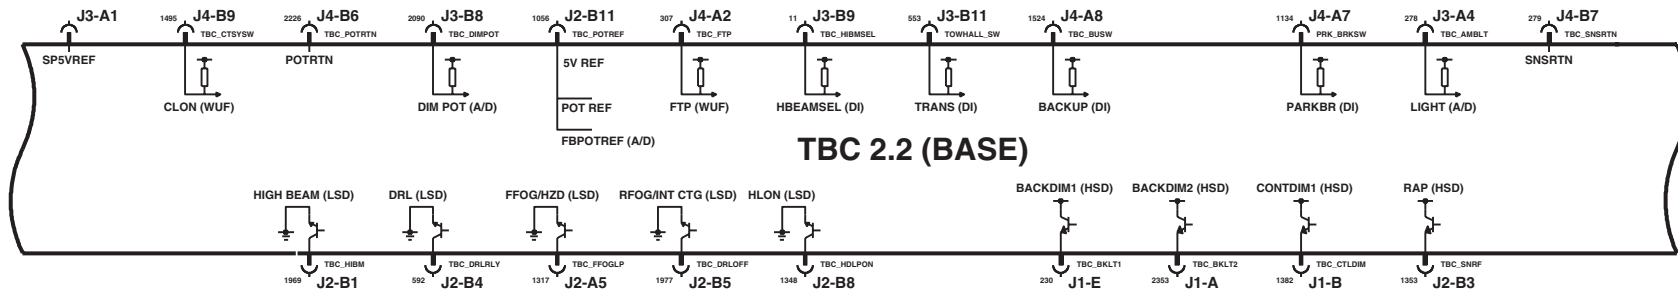 J3-A1
1495 J4-B9 TBC_CTSYSW
2226 J4-B6 TBC_POTRTN
2090 J3-B8 TBC_DIMPOT
1056 J2-B11 TBC_POTREF
307 J4-A2 TBC_FTP
11 J3-B9 TBC_HIBMSEL
553 J3-B11 TOWHALL_SW
1524 J4-A8 TBC_BUSW
1134 J4-A7 PRK_BRKSW
278 J3-A4 TBC_AMBLT
279 J4-B7 TBC_SNSRTN
SP5VREF
CLON (WUF)
POTRTN
DIM POT (A/D)
5V REF
POT REF
FBPOTREF (A/D)
FTP (WUF)
HBEAMSEL (DI)
TRANS (DI)
BACKUP (DI)
PARKBR (DI)
LIGHT (A/D)
SNSRTN
TBC 2.2 (BASE)
HIGH BEAM (LSD)
DRL (LSD)
FFOG/HZD (LSD)
RFOG/INT CTG (LSD)
HLON (LSD)
BACKDIM1 (HSD)
BACKDIM2 (HSD)
CONTDIM1 (HSD)
RAP (HSD)
TBC_HIBM
1969 J2-B1
TBC_DRLRLY
592 J2-B4
TBC_FFOGLP
1317 J2-A5
TBC_DRLOFF
1977 J2-B5
TBC_HDLPON
1348 J2-B8
TBC_BKLT1
230 J1-E
TBC_BKLT2
2353 J1-A
TBC_CTLDIM
1382 J1-B
TBC_SNRF
1353 J2-B3